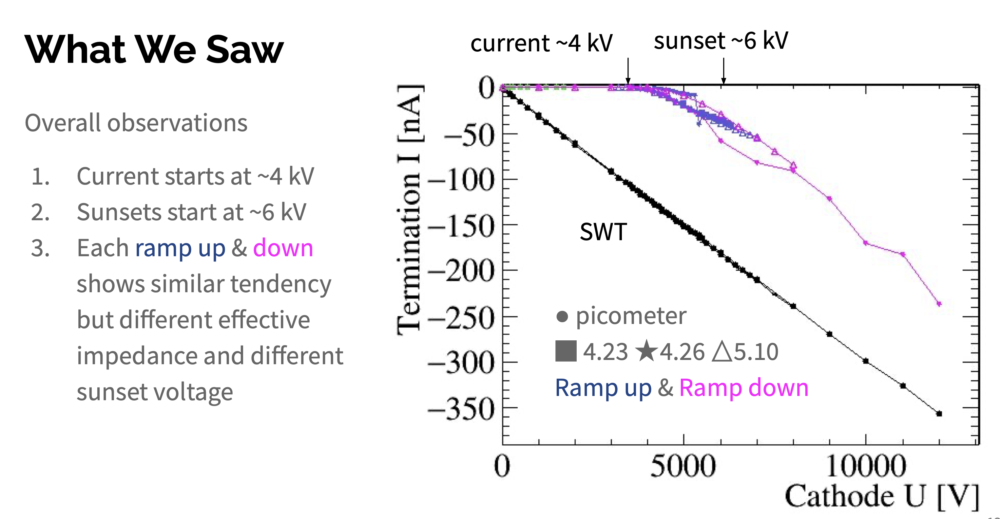 What We Saw
Overall observations
1. Current starts at ~4 kV
2. Sunsets start at ~6 kV
3. Each ramp up & down
shows similar tendency
but different effective
impedance and different
sunset voltage
current ~4 kV
sunset ~6 kV
Termination I [nA]
0
−50
−100
−150
−200
−250
−300
−350
SWT
● picometer
■ 4.23 ★4.26 △5.10
Ramp up & Ramp down
0 5000 10000
Cathode U [V]